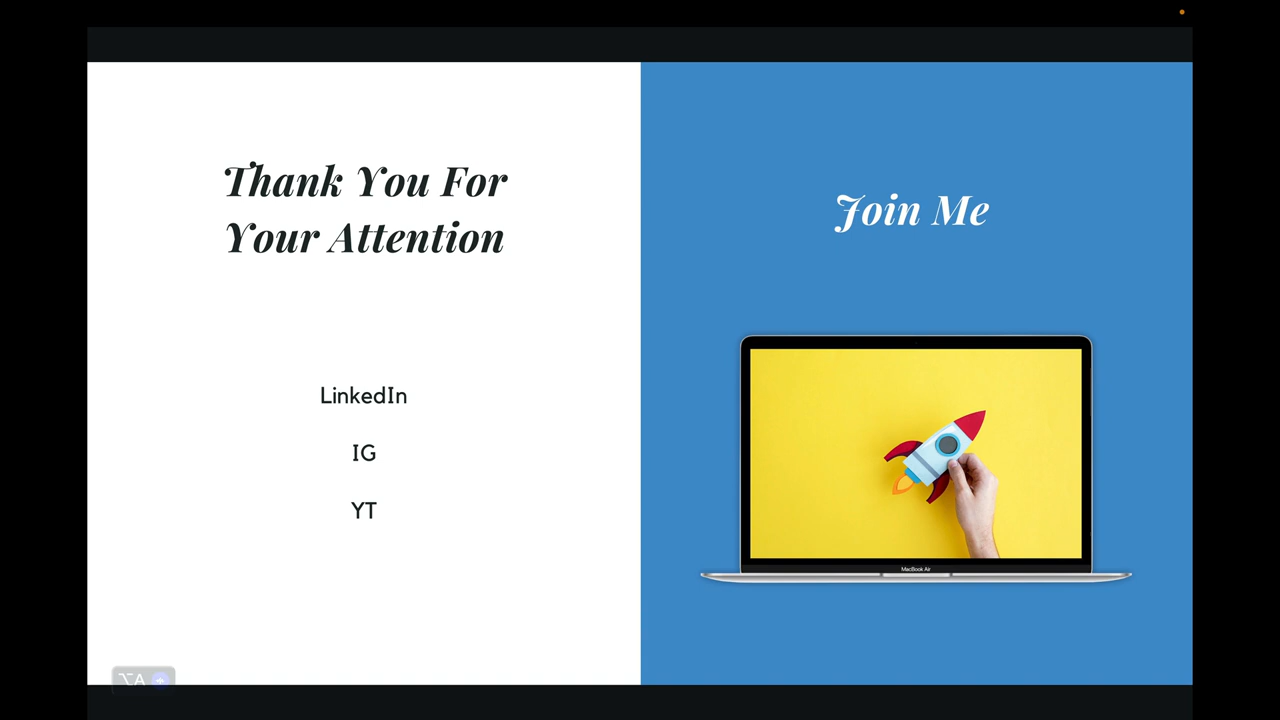 Thank You For
Your Attention
LinkedIn
IG
YT
Join Me
MacBook Air
⌥A